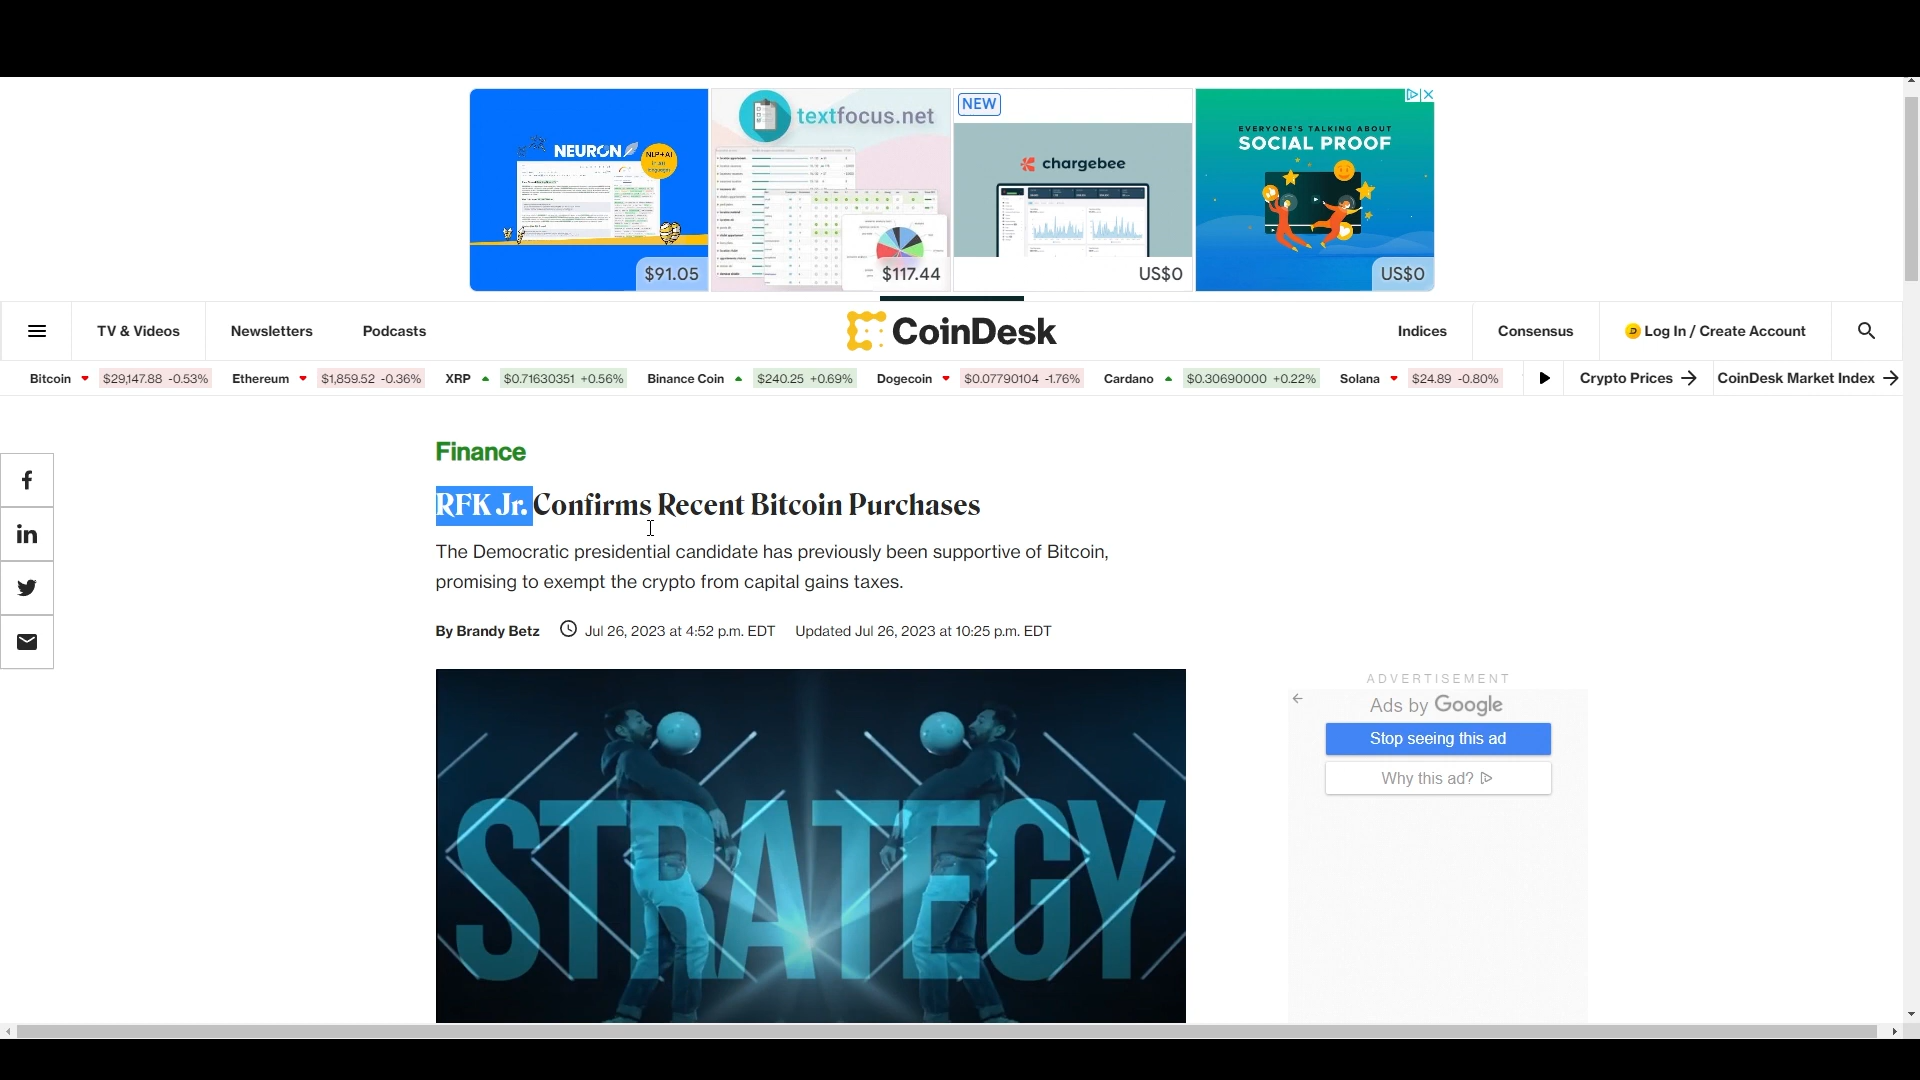 NEURON
NLP+AI
textfocus.net
NEW
chargebee
EVERYONE'S TALKING ABOUT
SOCIAL PROOF
$91.05
$117.44
US$0
US$0
TV & Videos
Newsletters
Podcasts
CoinDesk
Indices
Consensus
Log In / Create Account
Bitcoin $29,147.88 -0.53%
Ethereum $1,859.52 -0.36%
XRP $0.71630351 +0.56%
Binance Coin $240.25 +0.69%
Dogecoin $0.07790104 -1.76%
Cardano $0.30690000 +0.22%
Solana $24.89 -0.80%
Crypto Prices →
CoinDesk Market Index →
Finance
RFK Jr. Confirms Recent Bitcoin Purchases
The Democratic presidential candidate has previously been supportive of Bitcoin,
promising to exempt the crypto from capital gains taxes.
By Brandy Betz Jul 26, 2023 at 4:52 p.m. EDT Updated Jul 26, 2023 at 10:25 p.m. EDT
STRATEGY
ADVERTISEMENT
Ads by Google
Stop seeing this ad
Why this ad?